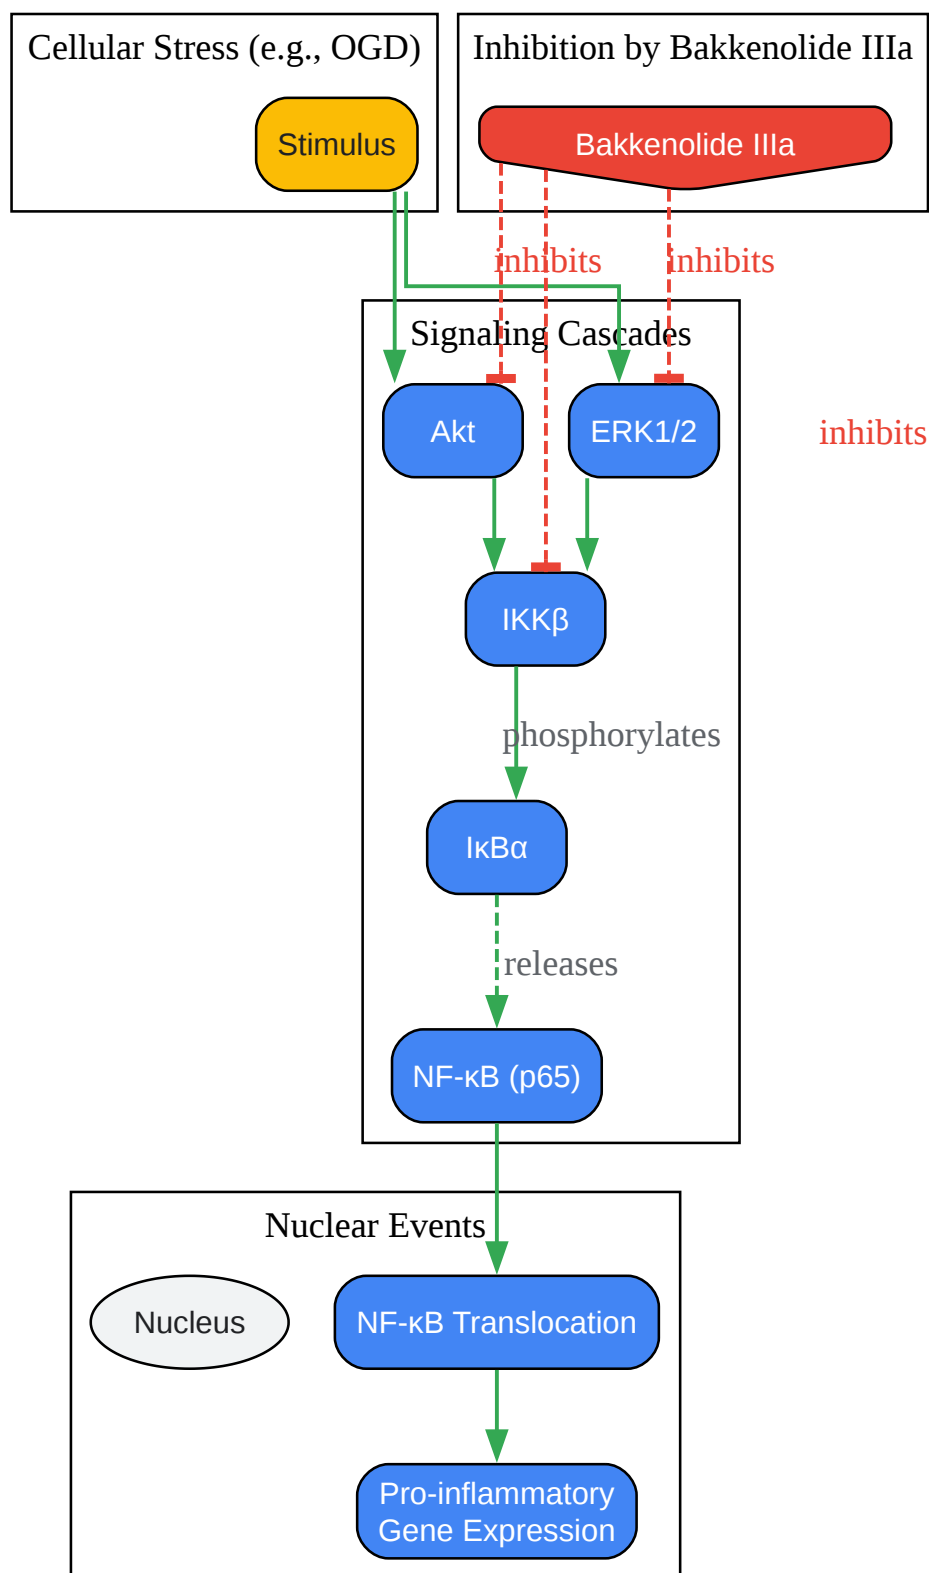 Cellular Stress (e.g., OGD)
Inhibition by Bakkenolide IIIa
Stimulus
Bakkenolide IIIa
inhibits
inhibits
Signaling Cascades
Akt
ERK1/2
inhibits
IKKβ
phosphorylates
IκBα
releases
NF-κB (p65)
Nuclear Events
Nucleus
NF-κB Translocation
Pro-inflammatory
Gene Expression